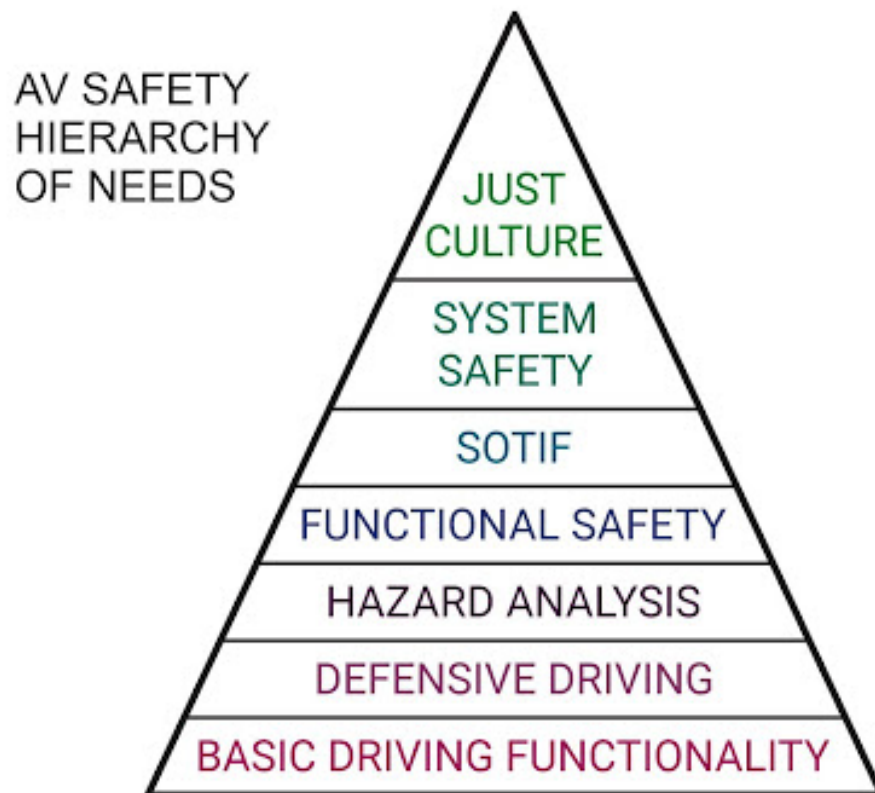 AV SAFETY
HIERARCHY
OF NEEDS
JUST
CULTURE
SYSTEM
SAFETY
SOTIF
FUNCTIONAL SAFETY
HAZARD ANALYSIS
DEFENSIVE DRIVING
BASIC DRIVING FUNCTIONALITY